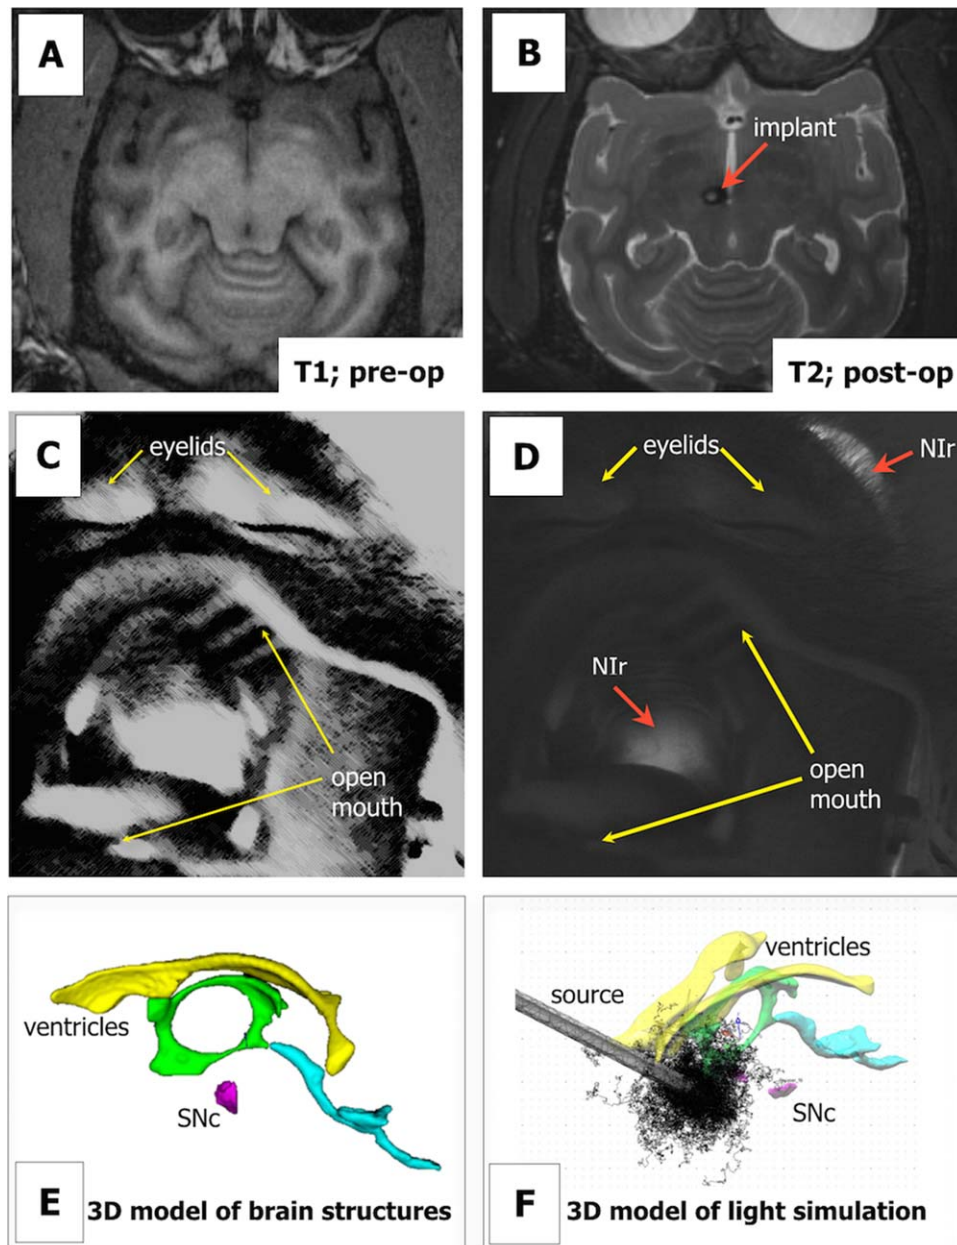 A
T1; pre-op
B
implant
T2; post-op
C
eyelids
open
mouth
D
eyelids
NIr
NIr
open
mouth
ventricles
SNc
E
3D model of brain structures
ventricles
source
SNc
F
3D model of light simulation